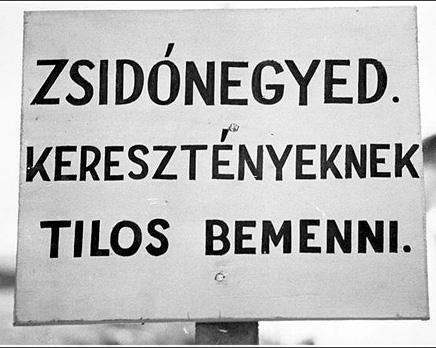 ZSIDÓNEGYED.
KERESZTÉNYEKNEK
TILOS BEMENNI.